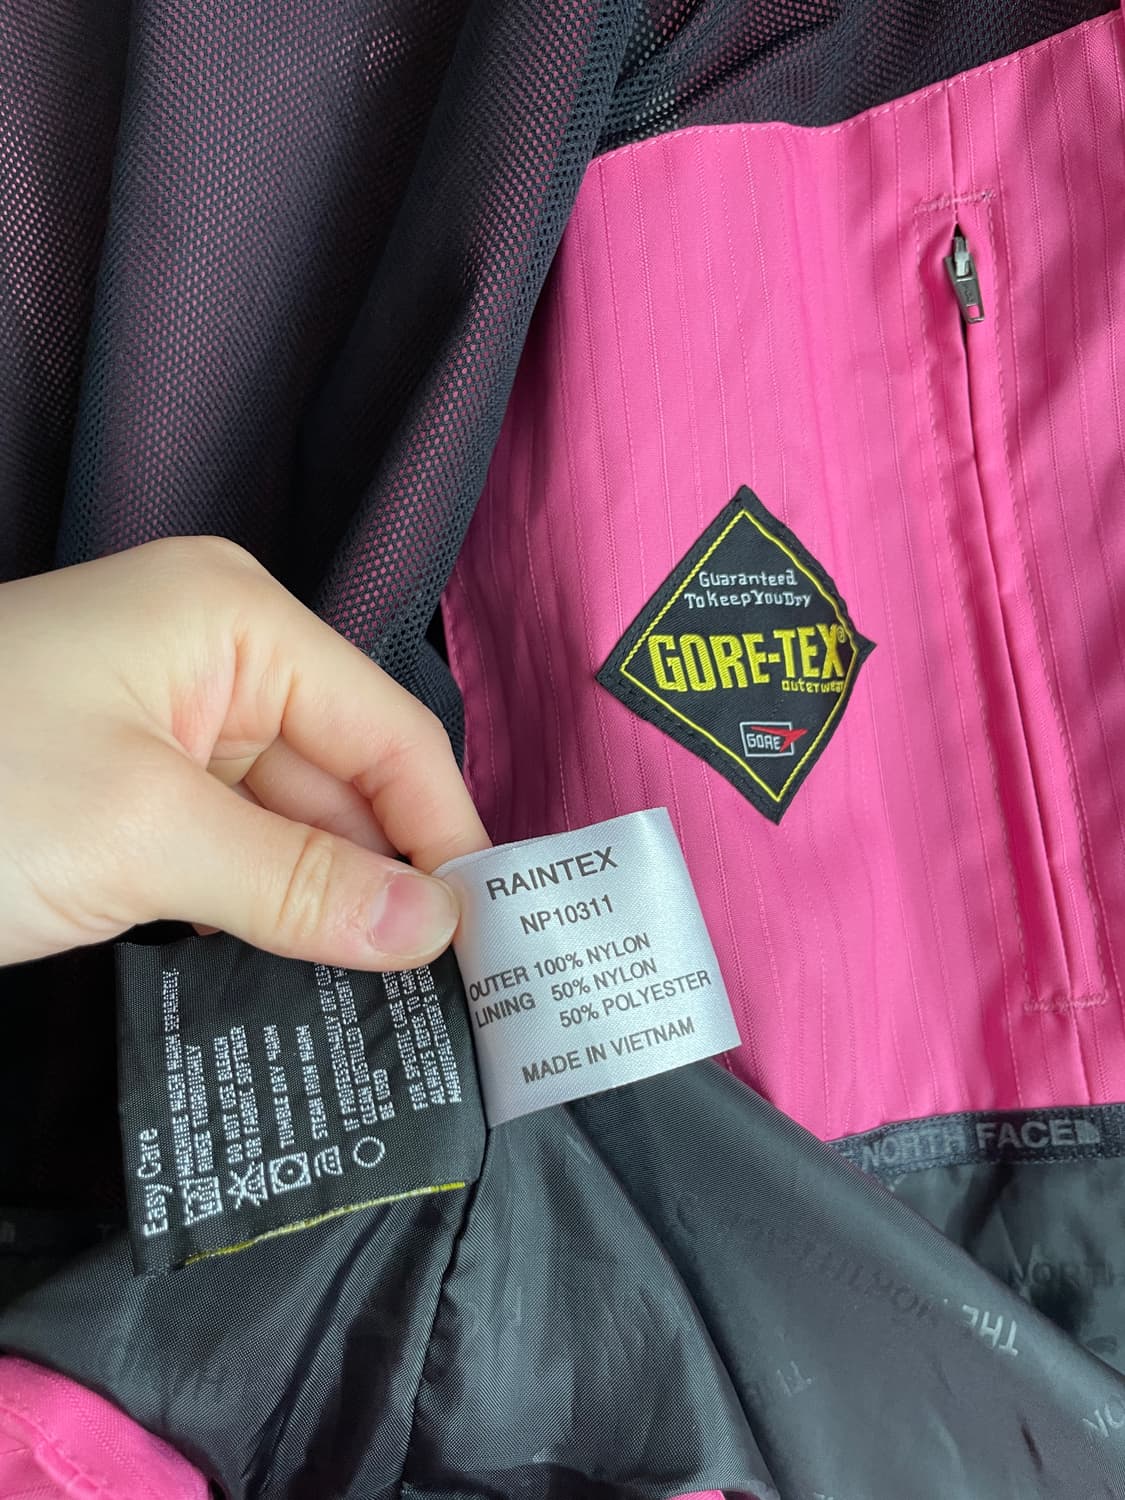 Guaranteed
To Keep You Dry
GORE-TEX®
outerwear
GORE
RAINTEX
NP10311
OUTER 100% NYLON
LINING 50% NYLON
50% POLYESTER
MADE IN VIETNAM
Easy Care
MACHINE WASH WARM SEPARATELY.
RINSE THOROUGHLY
DO NOT USE BLEACH
OR FABRIC SOFTENER
TUMBLE DRY WARM
STEAM IRON WARM
NORTH FACE
THE